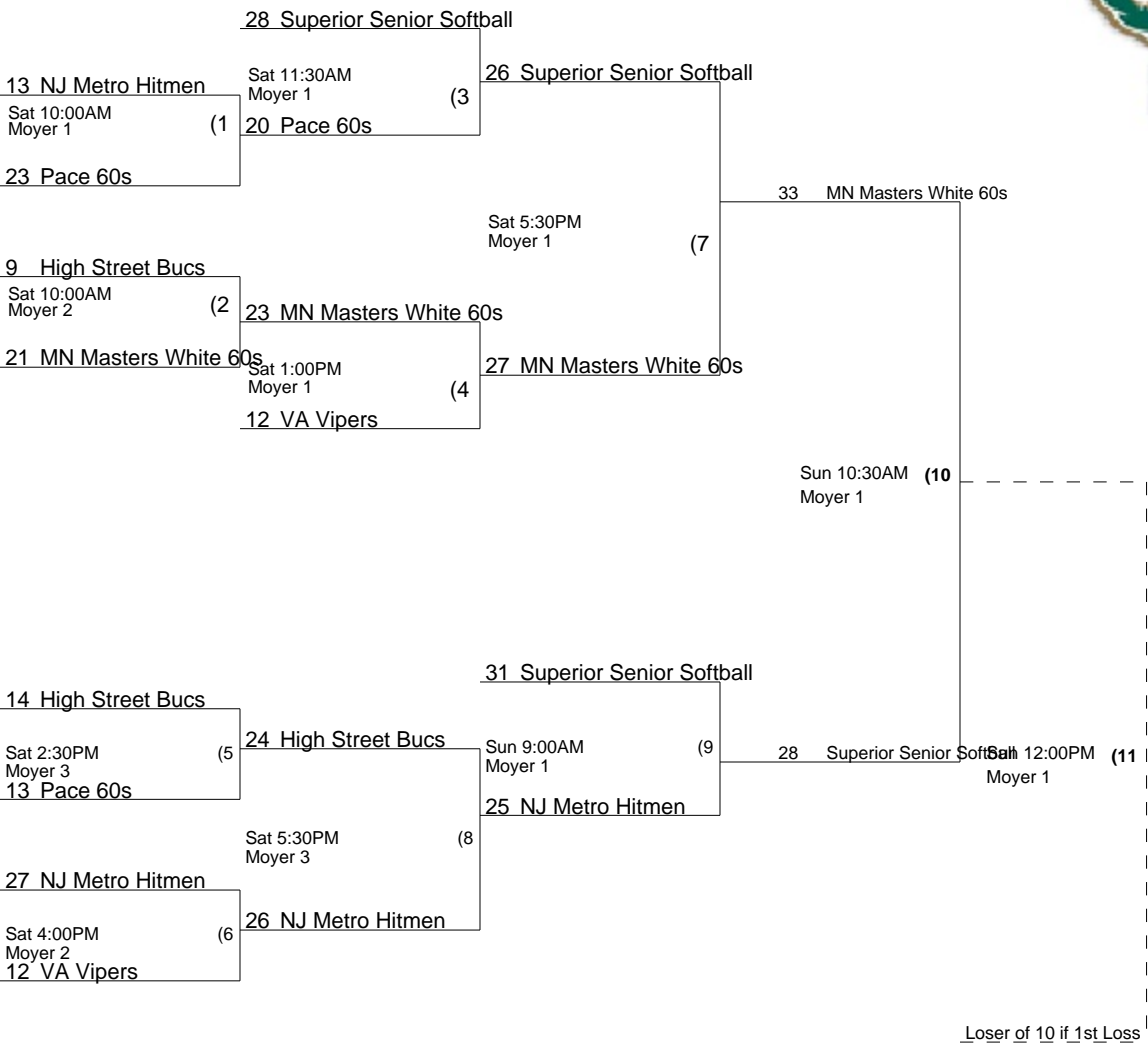 28 Superior Senior Softball
13 NJ Metro Hitmen
Sat 10:00AM
Moyer 1
(1
23 Pace 60s
Sat 11:30AM
Moyer 1
(3
20 Pace 60s
26 Superior Senior Softball
9 High Street Bucs
Sat 10:00AM
Moyer 2
(2
21 MN Masters White 60s
23 MN Masters White 60s
Sat 1:00PM
Moyer 1
(4
12 VA Vipers
Sat 5:30PM
Moyer 1
(7
27 MN Masters White 60s
33 MN Masters White 60s
Sun 10:30AM
(10
Moyer 1
14 High Street Bucs
Sat 2:30PM
Moyer 3
(5
13 Pace 60s
24 High Street Bucs
Sat 5:30PM
Moyer 3
(8
27 NJ Metro Hitmen
Sat 4:00PM
Moyer 2
(6
12 VA Vipers
26 NJ Metro Hitmen
31 Superior Senior Softball
Sun 9:00AM
Moyer 1
(9
25 NJ Metro Hitmen
28 Superior Senior Softball
Sun 12:00PM
(11
Moyer 1
Loser of 10 if 1st Loss